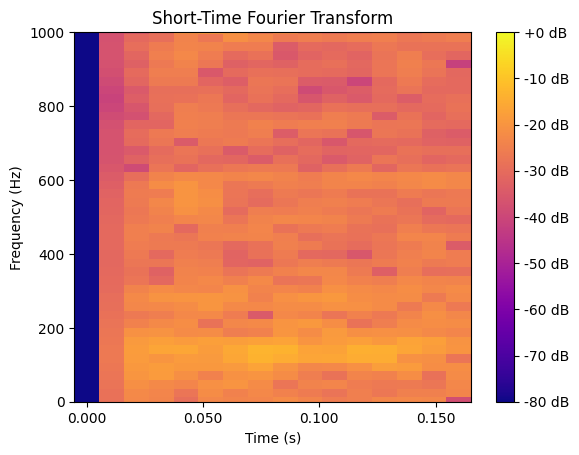 Short-Time Fourier Transform
1000
800
600
400
200
0
Frequency (Hz)
0.000
0.050
0.100
0.150
Time (s)
+0 dB
-10 dB
-20 dB
-30 dB
-40 dB
-50 dB
-60 dB
-70 dB
-80 dB